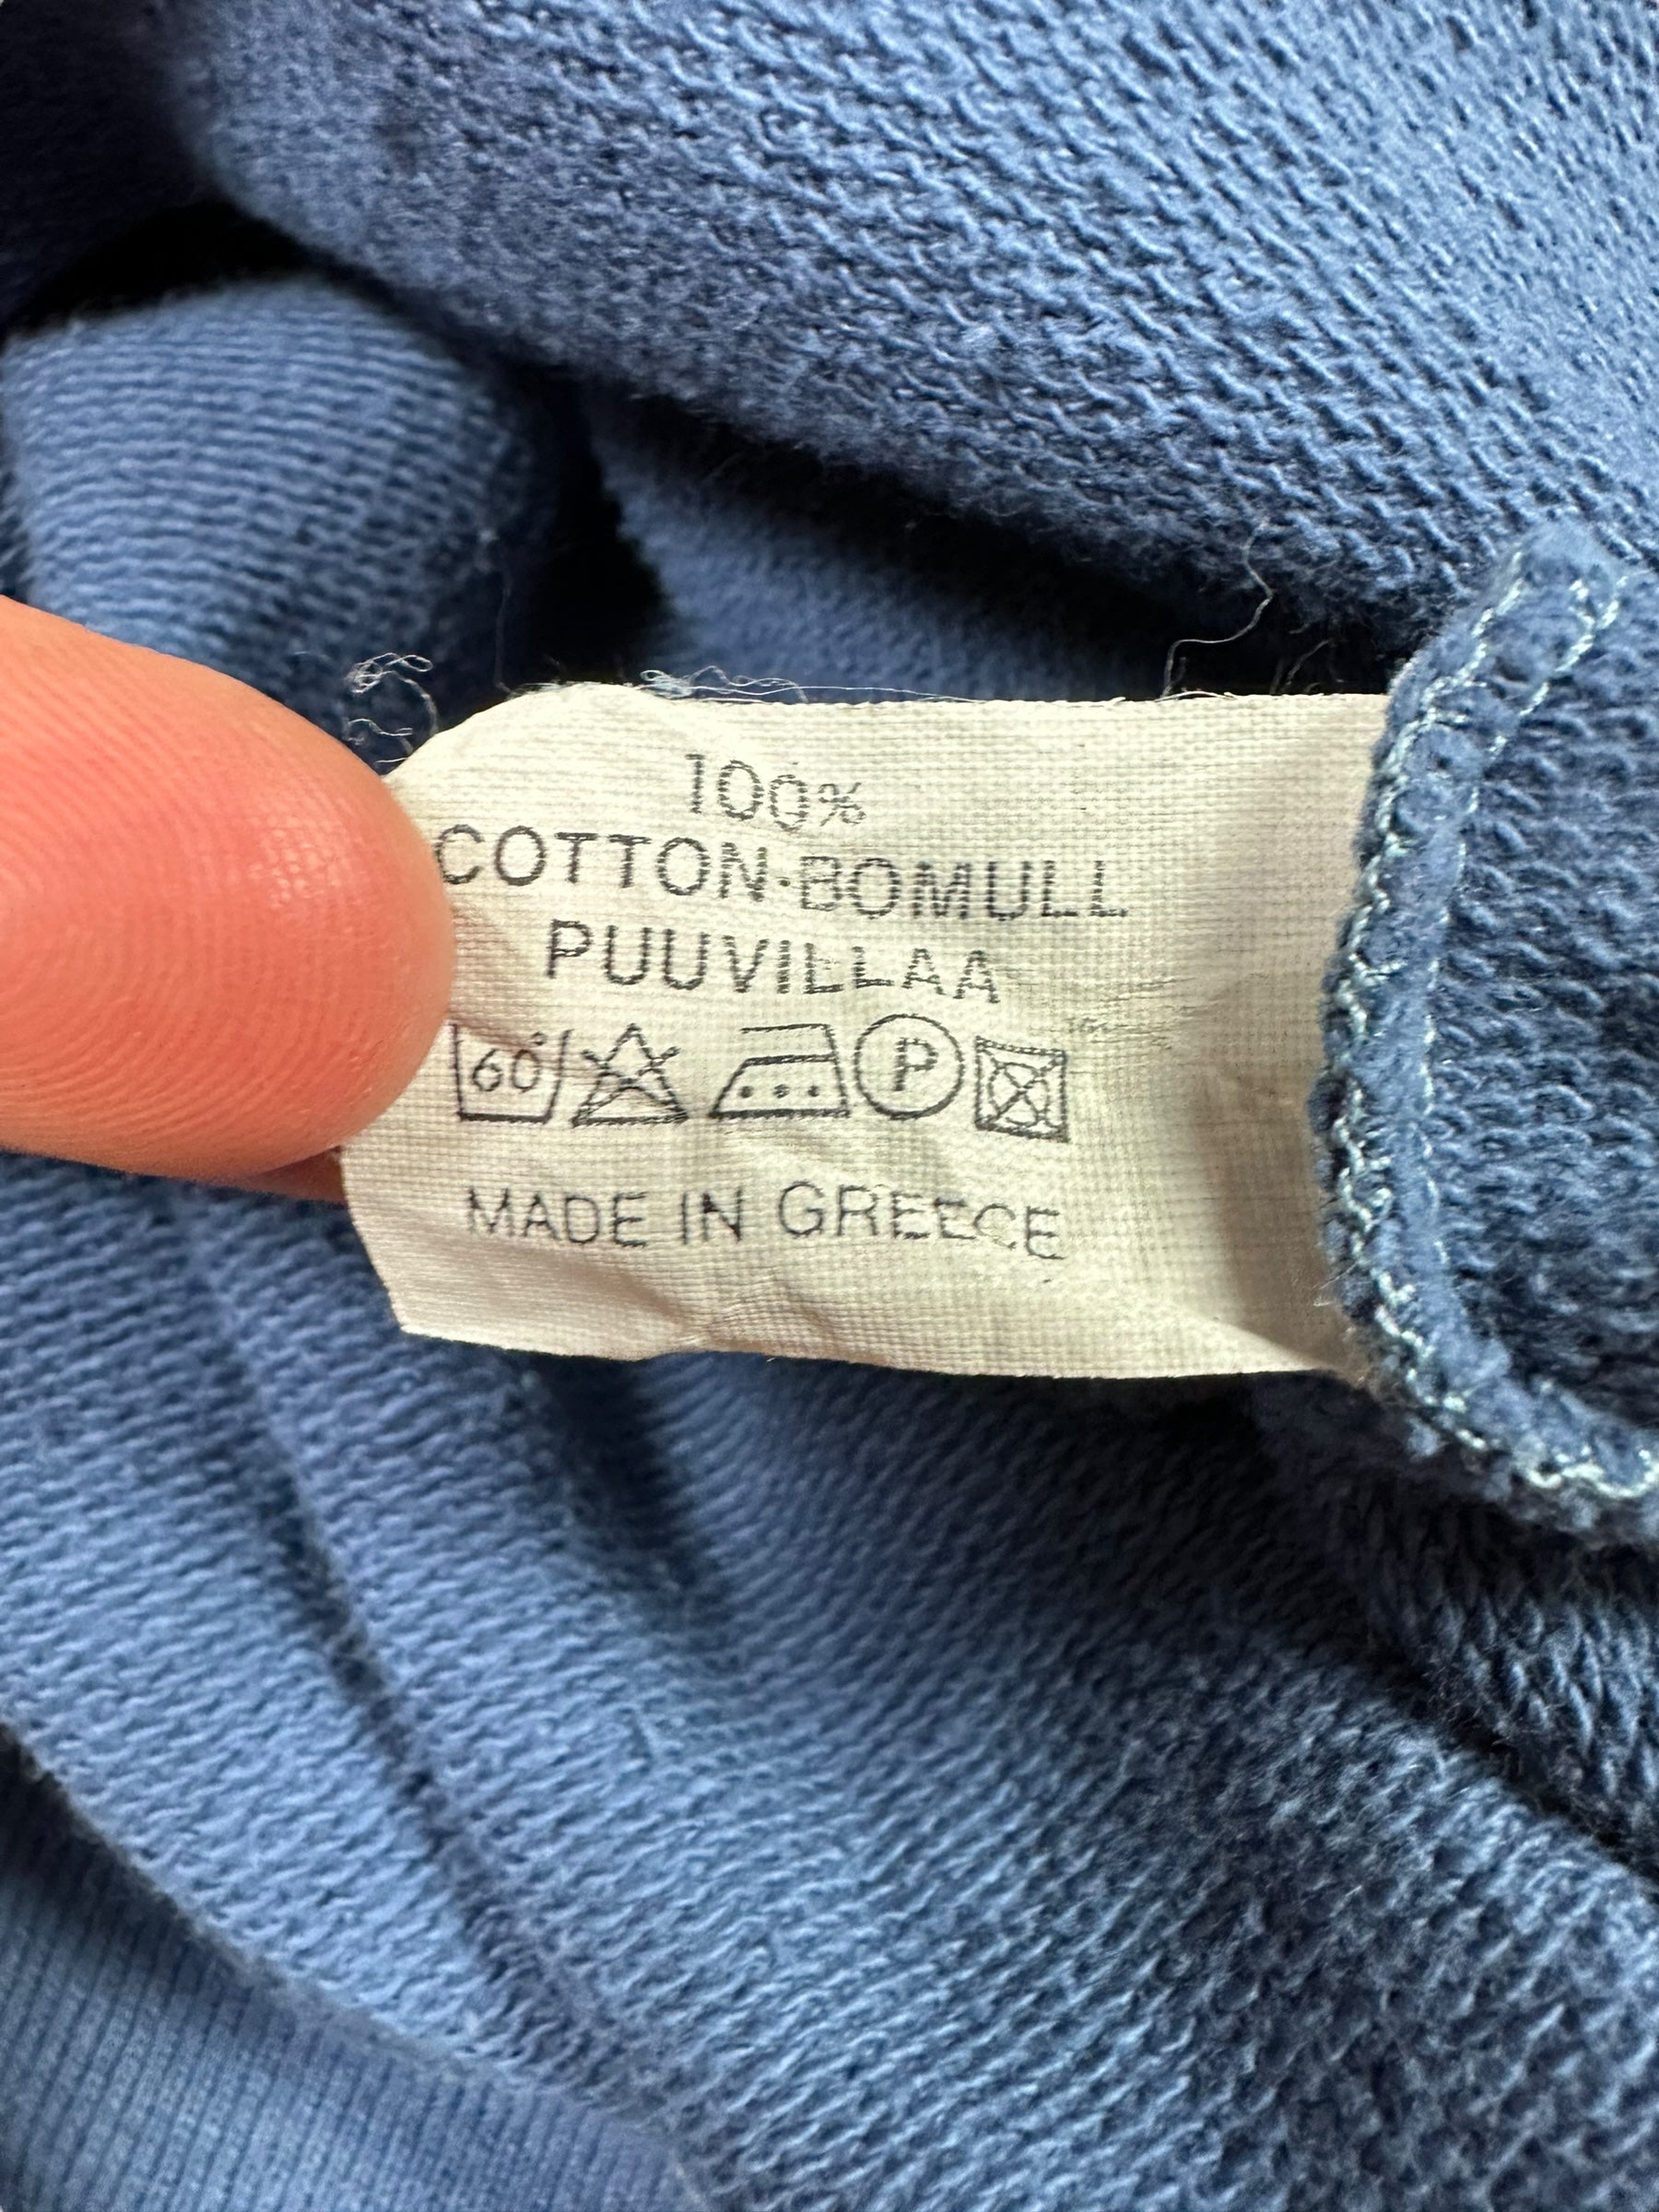 100%
COTTON·BOMULL
PUUVILLAA
60° P
MADE IN GREECE